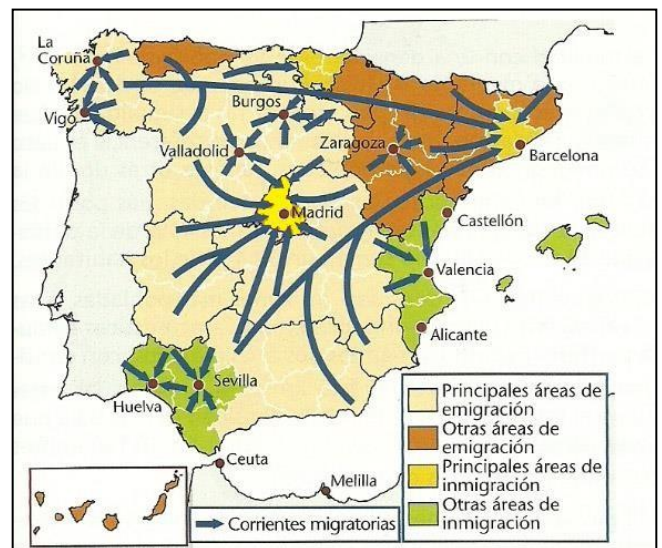 La
Coruña
Vigo
Burgos
Valladolid
Zaragoza
Barcelona
Madrid
Castellón
Valencia
Alicante
Huelva
Sevilla
Ceuta
Melilla
Principales áreas de
emigración
Otras áreas de
emigración
Principales áreas de
inmigración
Otras áreas de
inmigración
Corrientes migratorias